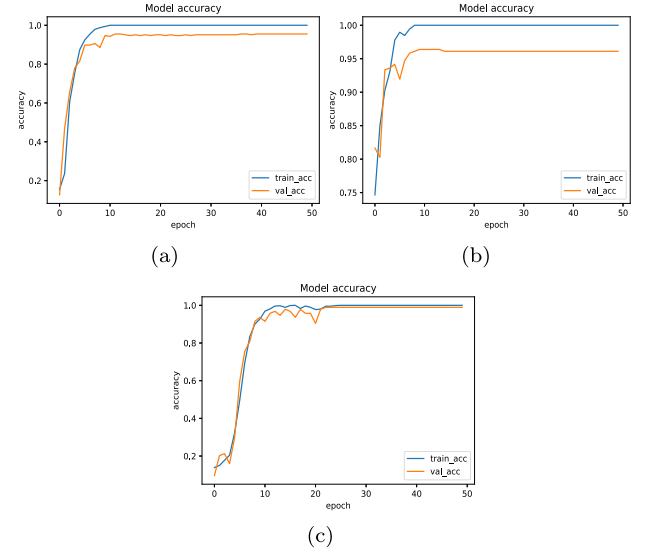 Model accuracy
1.0
0.8
0.6
0.4
0.2
accuracy
0 10 20 30 40 50
epoch
train_acc
val_acc
(a)
Model accuracy
1.00
0.95
0.90
0.85
0.80
0.75
accuracy
0 10 20 30 40 50
epoch
train_acc
val_acc
(b)
Model accuracy
1.0
0.8
0.6
0.4
0.2
accuracy
0 10 20 30 40 50
epoch
train_acc
val_acc
(c)